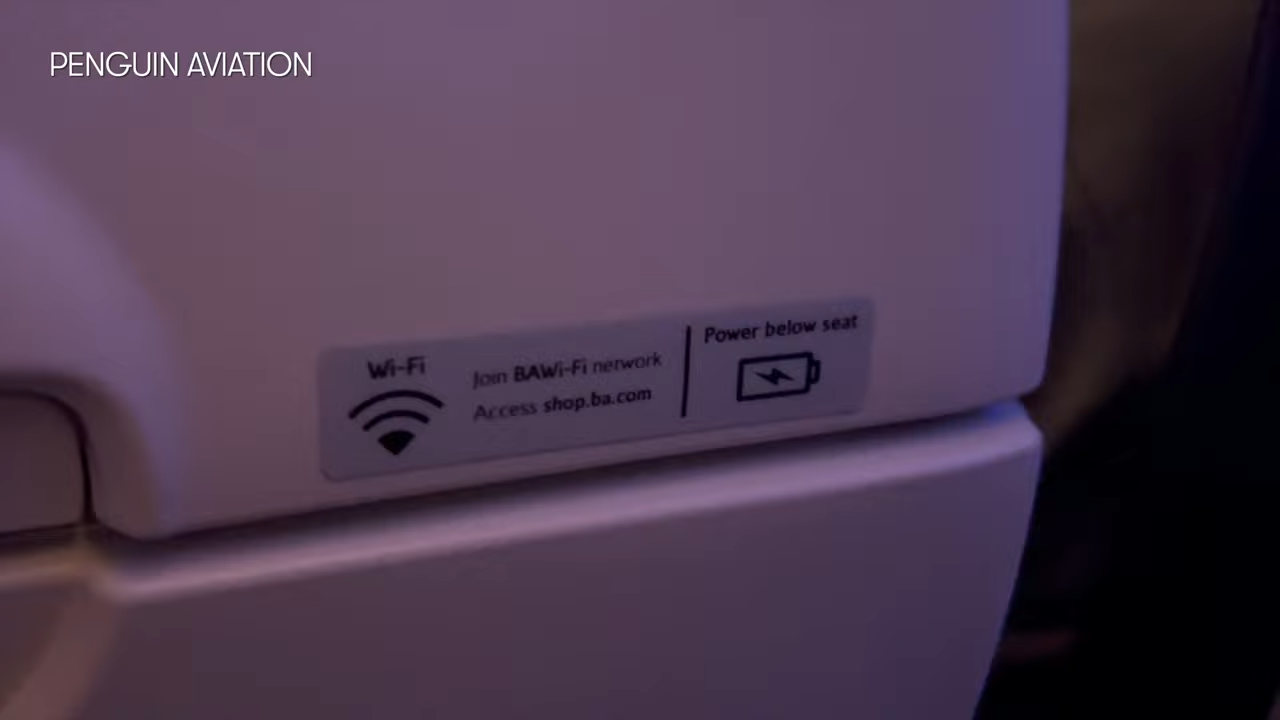 PENGUIN AVIATION
Wi-Fi
Join BAWi-Fi network
Access shop.ba.com
Power below seat